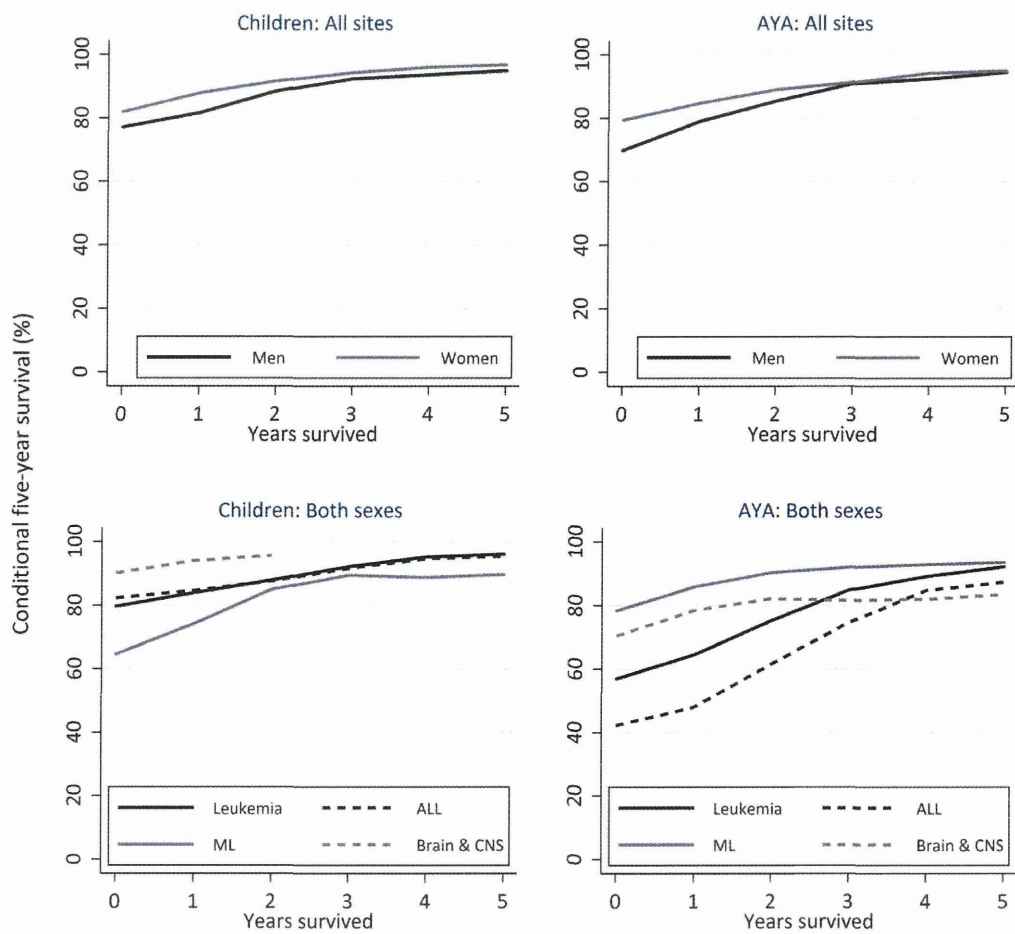 Conditional five-year survival (%)
Children: All sites
100
80
60
40
20
0
Men Women
0 1 2 3 4 5
Years survived
AYA: All sites
100
80
60
40
20
0
Men Women
0 1 2 3 4 5
Years survived
Children: Both sexes
100
80
60
40
20
0
Leukemia ALL
ML Brain & CNS
0 1 2 3 4 5
Years survived
AYA: Both sexes
100
80
60
40
20
0
Leukemia ALL
ML Brain & CNS
0 1 2 3 4 5
Years survived